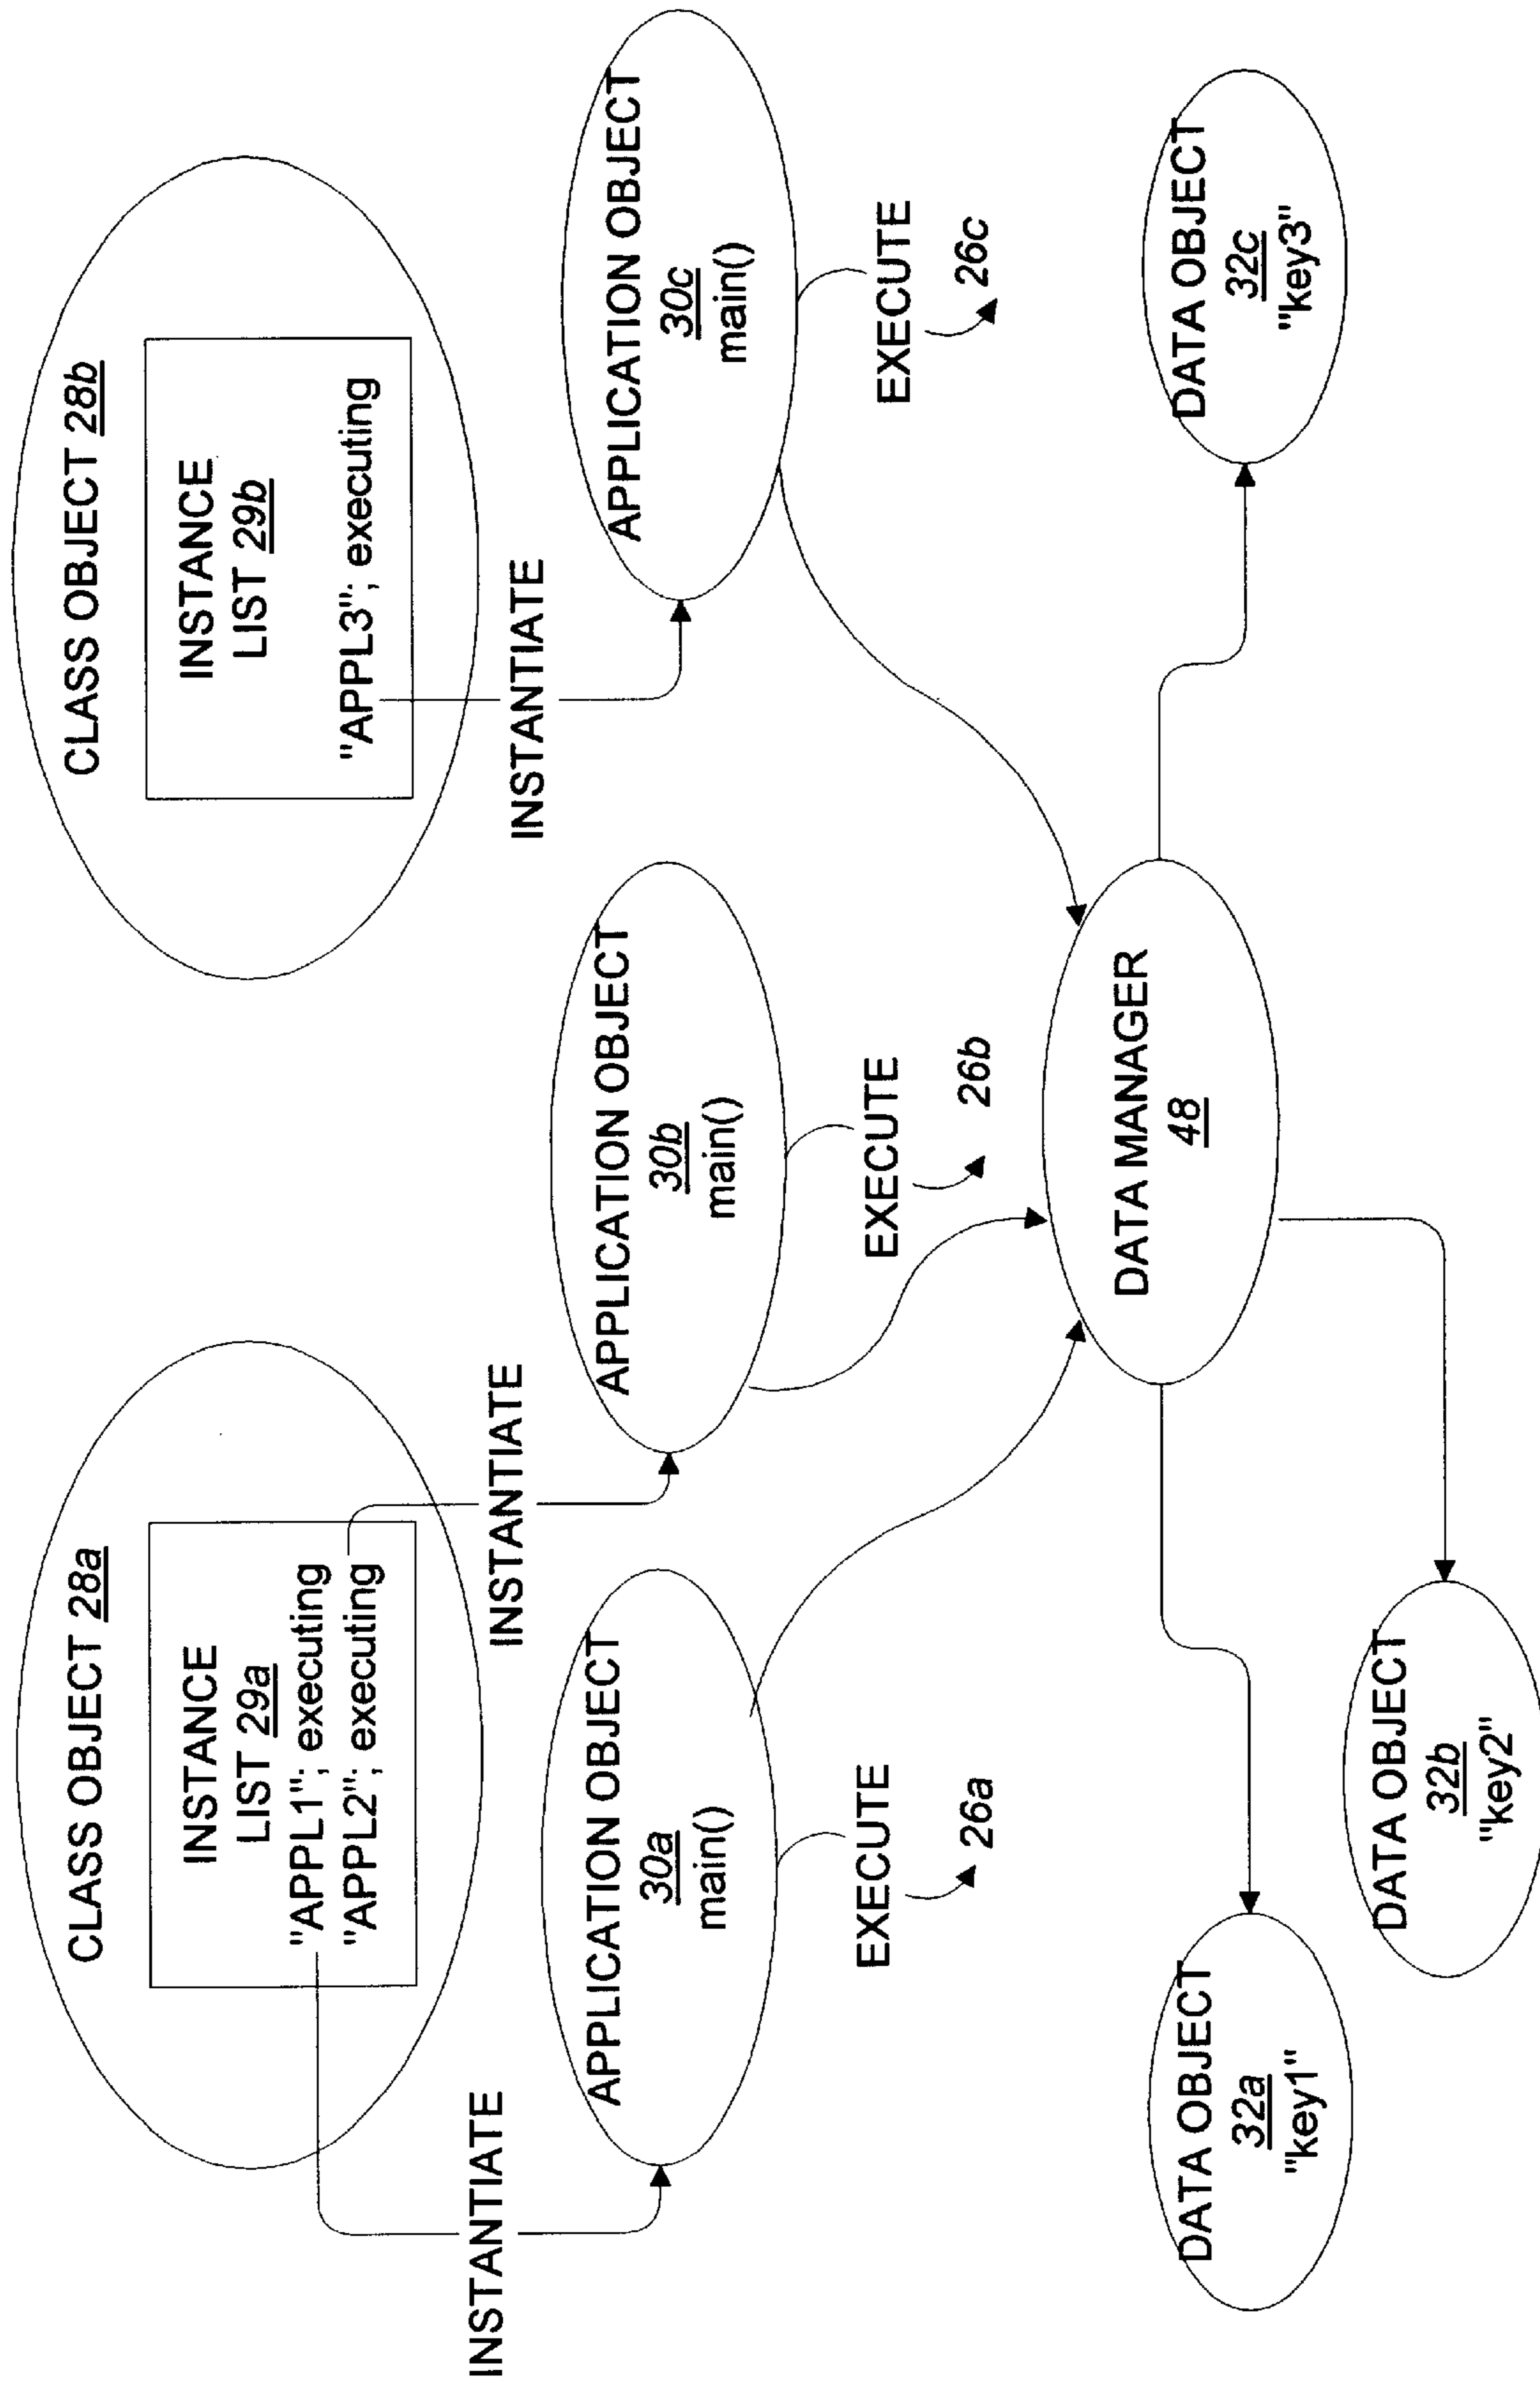 CLASS OBJECT 28a
INSTANCE
LIST 29a
"APPL1"; executing
"APPL2"; executing
CLASS OBJECT 28b
INSTANCE
LIST 29b
"APPL3"; executing
INSTANTIATE
INSTANTIATE
INSTANTIATE
APPLICATION OBJECT
30a
main()
APPLICATION OBJECT
30b
main()
APPLICATION OBJECT
30c
main()
EXECUTE
26a
EXECUTE
26b
EXECUTE
26c
DATA MANAGER
48
DATA OBJECT
32a
"key1"
DATA OBJECT
32b
"key2"
DATA OBJECT
32c
"key3"